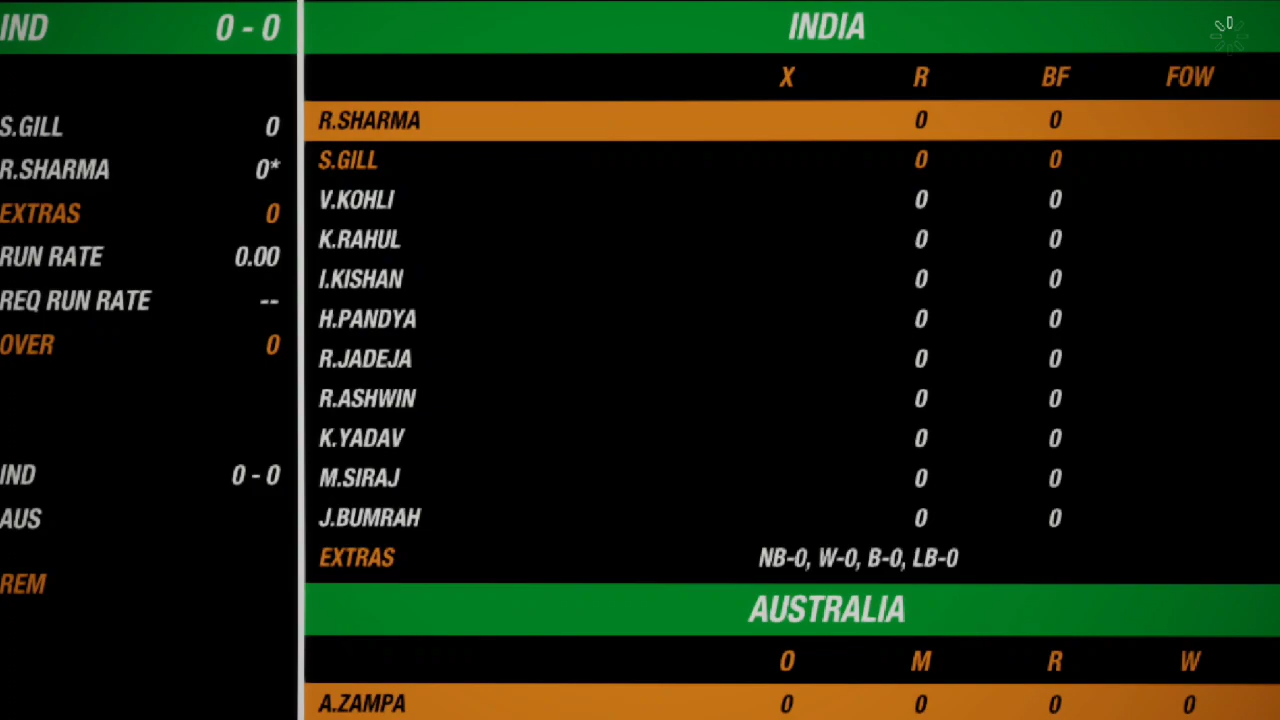 IND 0 - 0
S.GILL 0
R.SHARMA 0*
EXTRAS 0
RUN RATE 0.00
REQ RUN RATE --
OVER 0
IND 0 - 0
AUS
REM
INDIA
X R BF FOW
R.SHARMA 0 0
S.GILL 0 0
V.KOHLI 0 0
K.RAHUL 0 0
I.KISHAN 0 0
H.PANDYA 0 0
R.JADEJA 0 0
R.ASHWIN 0 0
K.YADAV 0 0
M.SIRAJ 0 0
J.BUMRAH 0 0
EXTRAS NB-0, W-0, B-0, LB-0
AUSTRALIA
O M R W
A.ZAMPA 0 0 0 0